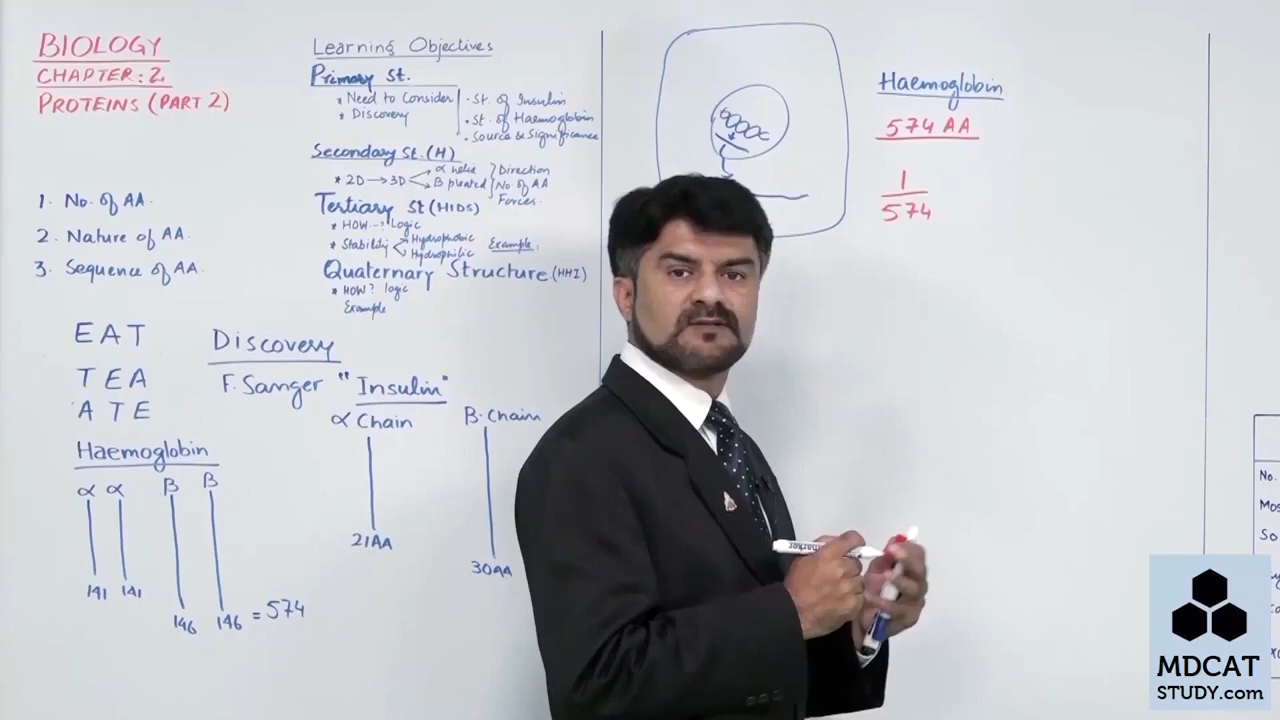 BIOLOGY
CHAPTER: 2.
PROTEINS (PART 2)
1. No. of AA.
2. Nature of AA.
3. Sequence of AA.
EAT
TEA
ATE
Haemoglobin
α α β β
141 141 146 146 = 574
Learning Objectives
Primary St.
* Need to Consider
* Discovery
• St. of Insulin
• St. of Haemoglobin
• Source & Significance
Secondary St. (H)
* 2D → 3D
α helix
β pleated
Direction
No. of AA
Forces.
Tertiary St (HIDS)
* HOW...? Logic
* Stability
Hydrophobic
Hydrophilic
Example.
Quaternary Structure (HHI)
* HOW? logic
Example
Discovery
F. Sanger "Insulin"
α Chain
β-Chain
21AA
30AA
Haemoglobin
574 AA
1
574
No.
Mos
So
marker
MDCAT
STUDY.com